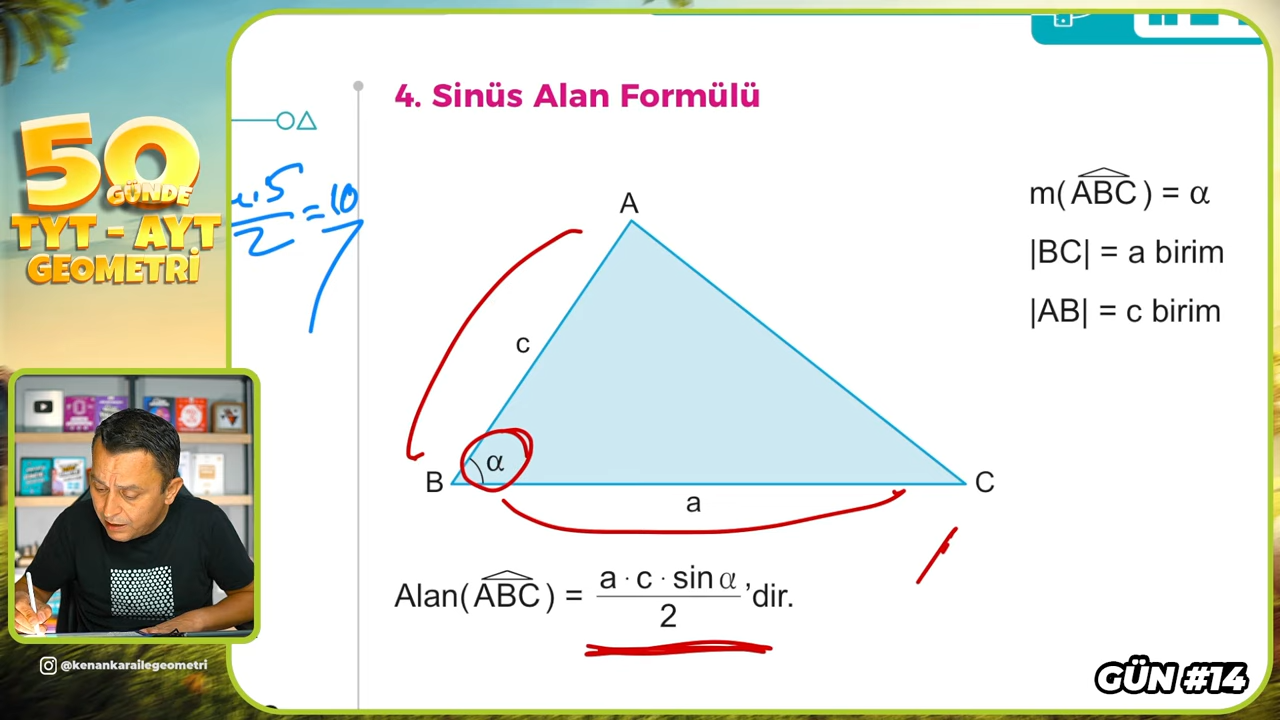 50
GÜNDE
TYT - AYT
GEOMETRİ
4. Sinüs Alan Formülü
5
2
= 10
A
m(ABC) = α
|BC| = a birim
|AB| = c birim
c
B
α
C
a
Alan(ABC) = a · c · sin α / 2 'dir.
@kenankarailegeometri
GÜN #14